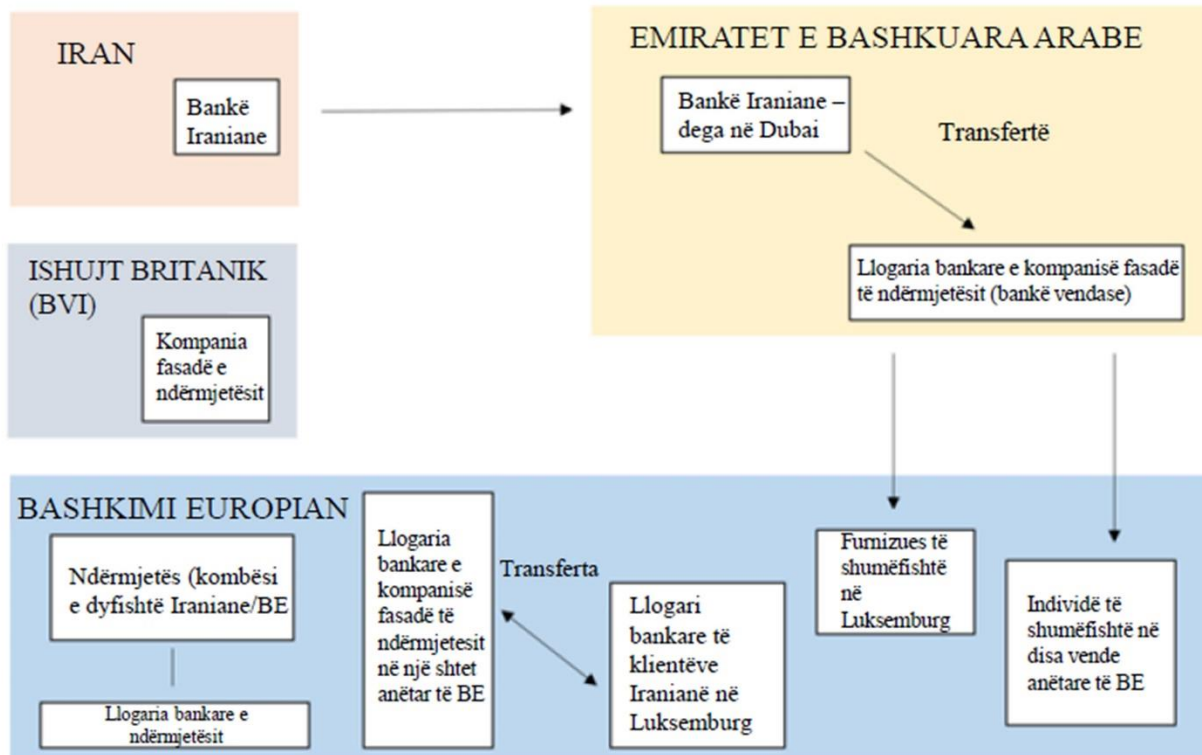 IRAN
Bankë
Iraniane
EMIRATET E BASHKUARA ARABE
Bankë Iraniane –
dega në Dubai
Transfertë
Llogaria bankare e kompanisë fasadë
të ndërmjetësit (bankë vendase)
ISHUJT BRITANIK
(BVI)
Kompania
fasadë e
ndërmjetësit
BASHKIMI EUROPIAN
Ndërmjetës (kombësi
e dyfishtë Iraniane/BE
Llogaria bankare e
ndërmjetësit
Llogaria
bankare e
kompanisë
fasadë të
ndërmjetesit
në një shtet
anëtar të BE
Transferta
Llogari
bankare të
klientëve
Iranianë në
Luksemburg
Furnizues të
shumëfishtë
në
Luksemburg
Individë të
shumëfishtë në
disa vende
anëtare të BE